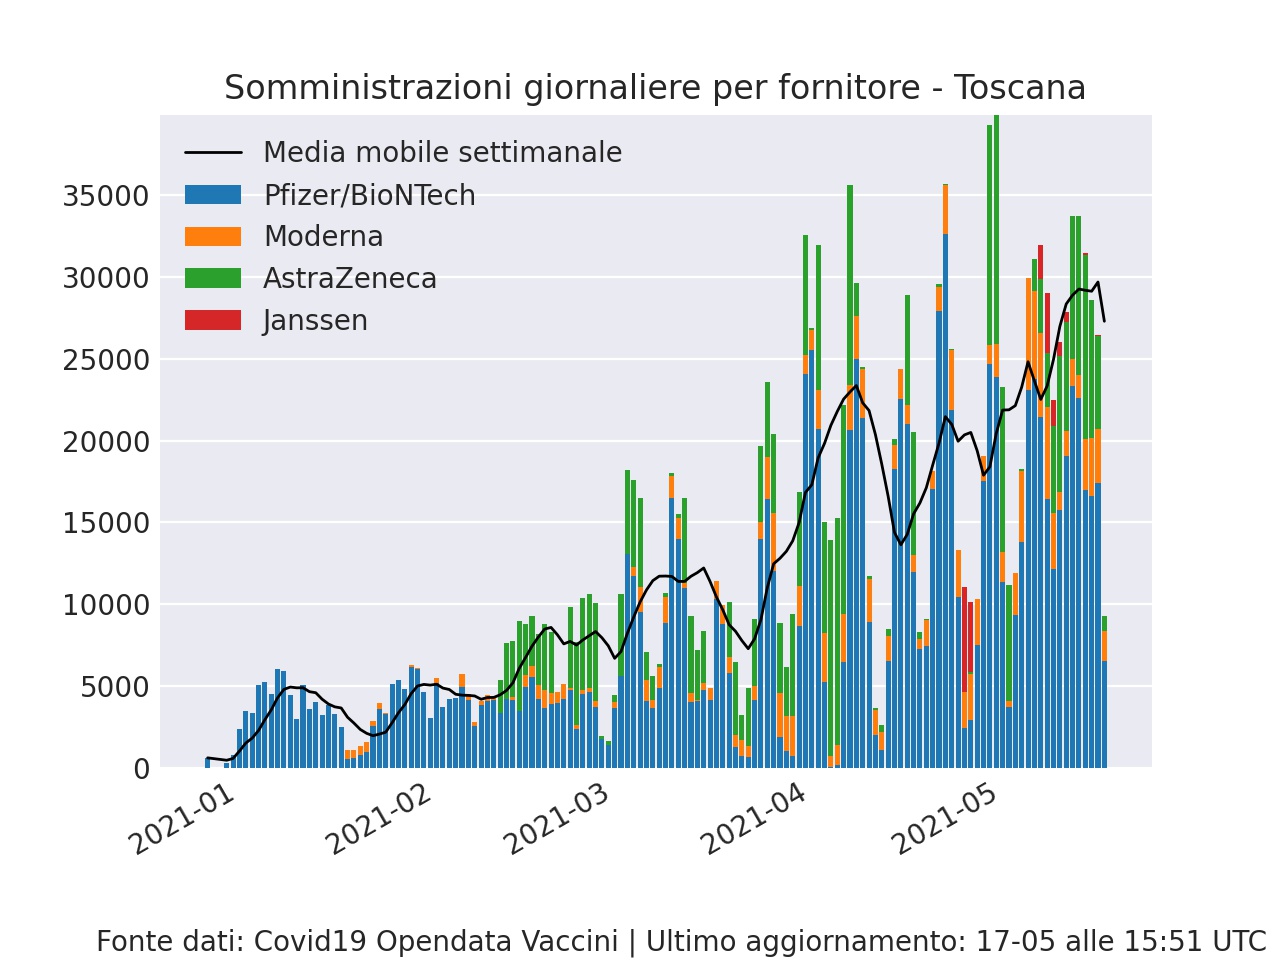 Somministrazioni giornaliere per fornitore - Toscana
Media mobile settimanale
Pfizer/BioNTech
Moderna
AstraZeneca
Janssen
35000
30000
25000
20000
15000
10000
5000
0
2021-01
2021-02
2021-03
2021-04
2021-05
Fonte dati: Covid19 Opendata Vaccini | Ultimo aggiornamento: 17-05 alle 15:51 UTC